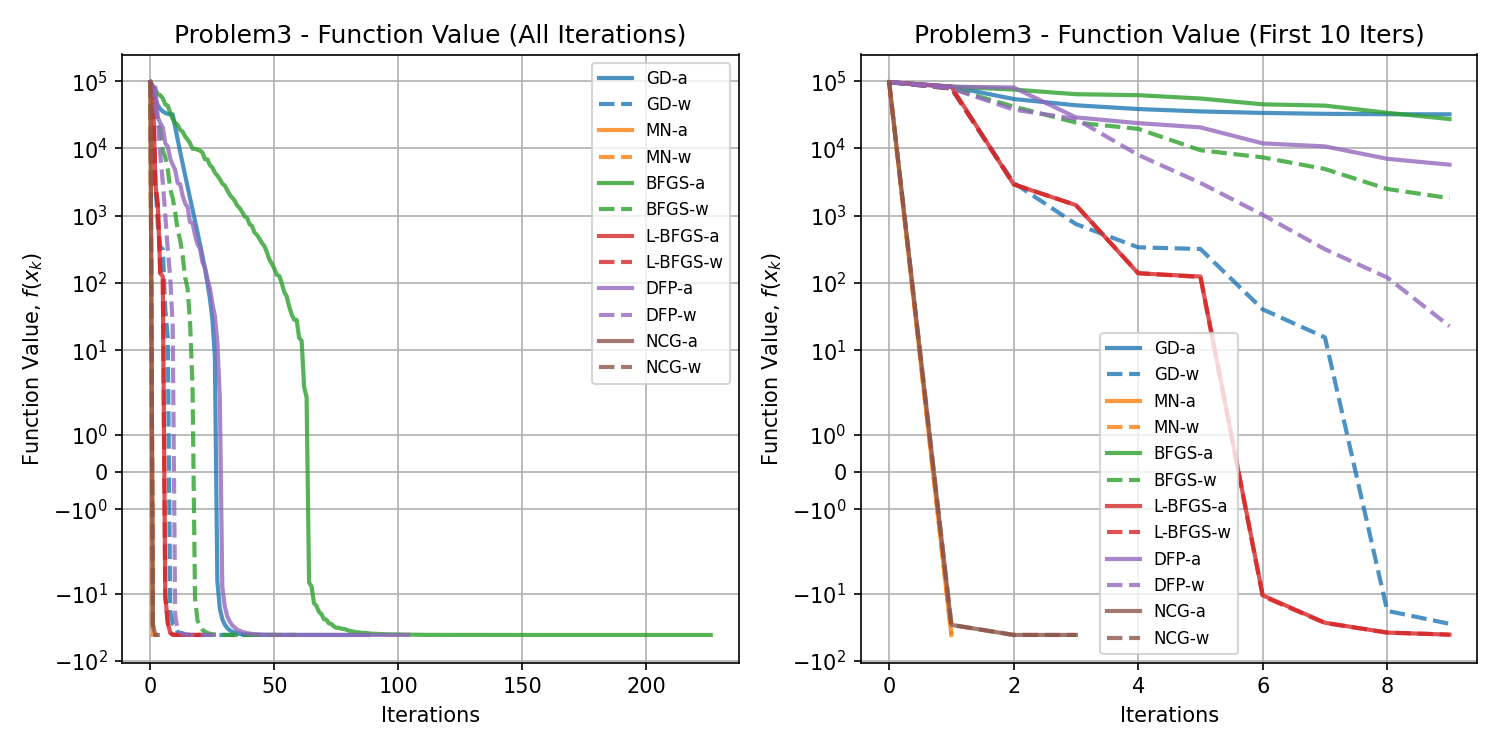 Problem3 - Function Value (All Iterations)
Function Value, f(x_k)
10^5
10^4
10^3
10^2
10^1
10^0
0
−10^0
−10^1
−10^2
0 50 100 150 200
Iterations
GD-a
GD-w
MN-a
MN-w
BFGS-a
BFGS-w
L-BFGS-a
L-BFGS-w
DFP-a
DFP-w
NCG-a
NCG-w
Problem3 - Function Value (First 10 Iters)
Function Value, f(x_k)
10^5
10^4
10^3
10^2
10^1
10^0
0
−10^0
−10^1
−10^2
0 2 4 6 8
Iterations
GD-a
GD-w
MN-a
MN-w
BFGS-a
BFGS-w
L-BFGS-a
L-BFGS-w
DFP-a
DFP-w
NCG-a
NCG-w